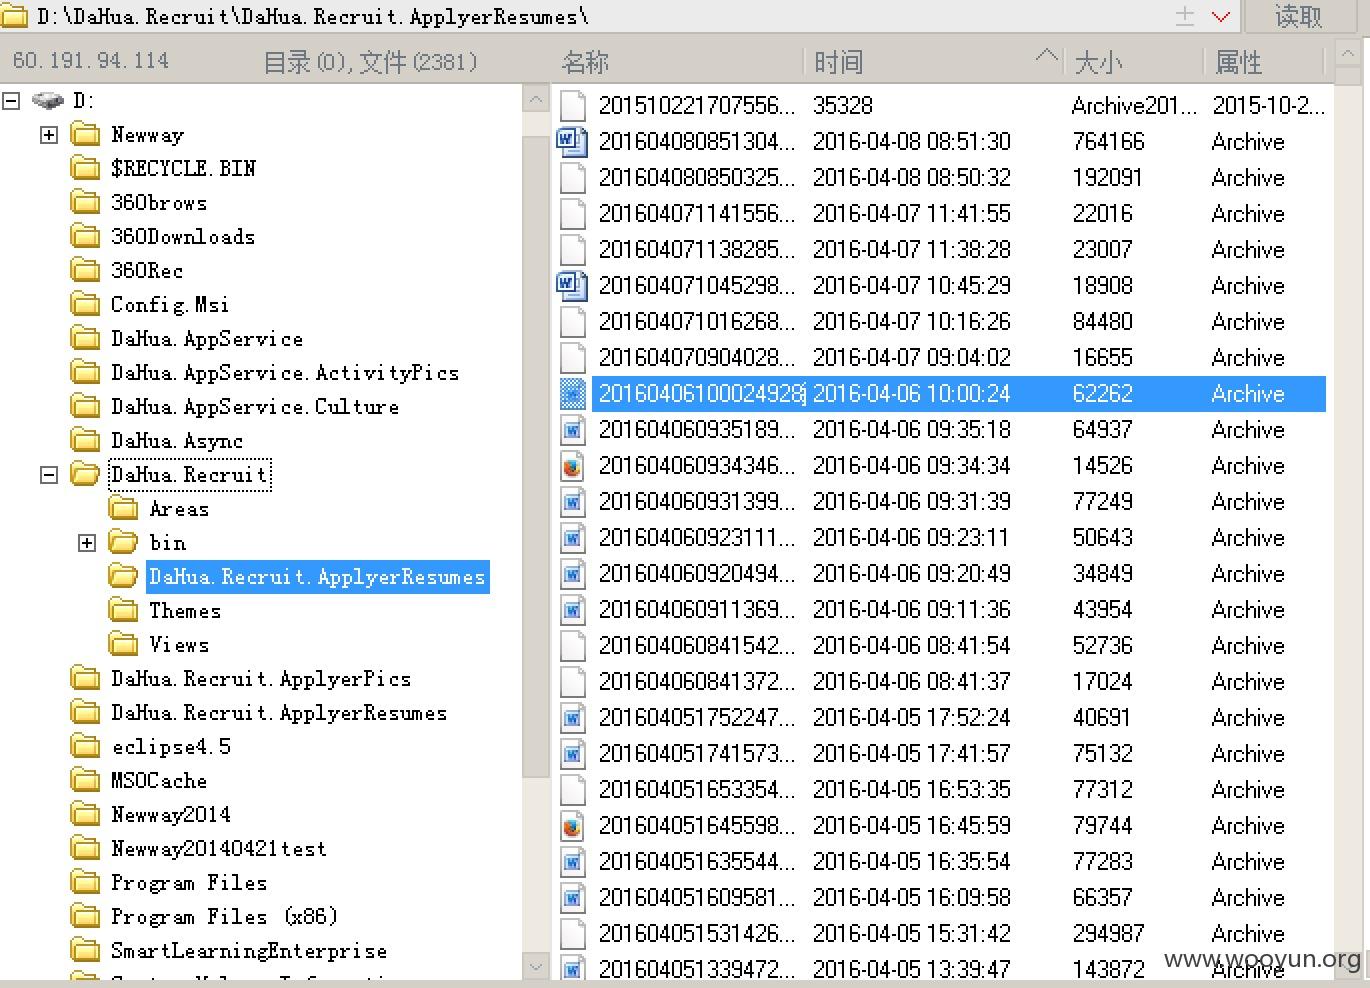 D:\DaHua.Recruit\DaHua.Recruit.ApplyerResumes\
读取
60.191.94.114
目录(0),文件(2381)
名称 时间 大小 属性
D:
Newway
$RECYCLE.BIN
360brows
360Downloads
360Rec
Config.Msi
DaHua.AppService
DaHua.AppService.ActivityPics
DaHua.AppService.Culture
DaHua.Async
DaHua.Recruit
Areas
bin
DaHua.Recruit.ApplyerResumes
Themes
Views
DaHua.Recruit.ApplyerPics
DaHua.Recruit.ApplyerResumes
eclipse4.5
MSOCache
Newway2014
Newway20140421test
Program Files
Program Files (x86)
SmartLearningEnterprise
201510221707556... 35328 Archive201... 2015-10-2...
201604080851304... 2016-04-08 08:51:30 764166 Archive
201604080850325... 2016-04-08 08:50:32 192091 Archive
201604071141556... 2016-04-07 11:41:55 22016 Archive
201604071138285... 2016-04-07 11:38:28 23007 Archive
201604071045298... 2016-04-07 10:45:29 18908 Archive
201604071016268... 2016-04-07 10:16:26 84480 Archive
201604070904028... 2016-04-07 09:04:02 16655 Archive
20160406100024928 2016-04-06 10:00:24 62262 Archive
201604060935189... 2016-04-06 09:35:18 64937 Archive
201604060934346... 2016-04-06 09:34:34 14526 Archive
201604060931399... 2016-04-06 09:31:39 77249 Archive
201604060923111... 2016-04-06 09:23:11 50643 Archive
201604060920494... 2016-04-06 09:20:49 34849 Archive
201604060911369... 2016-04-06 09:11:36 43954 Archive
201604060841542... 2016-04-06 08:41:54 52736 Archive
201604060841372... 2016-04-06 08:41:37 17024 Archive
201604051752247... 2016-04-05 17:52:24 40691 Archive
201604051741573... 2016-04-05 17:41:57 75132 Archive
201604051653354... 2016-04-05 16:53:35 77312 Archive
201604051645598... 2016-04-05 16:45:59 79744 Archive
201604051635544... 2016-04-05 16:35:54 77283 Archive
201604051609581... 2016-04-05 16:09:58 66357 Archive
201604051531426... 2016-04-05 15:31:42 294987 Archive
201604051339472... 2016-04-05 13:39:47 143872 Archive
www.wooyun.org